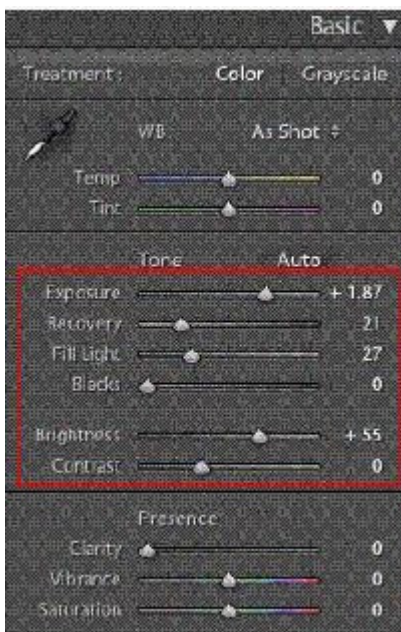 Basic
Treatment : Color Grayscale
WB As Shot
Temp 0
Tint 0
Tone Auto
Exposure + 1.87
Recovery 21
Fill Light 27
Blacks 0
Brightness + 55
Contrast 0
Presence
Clarity 0
Vibrance 0
Saturation 0